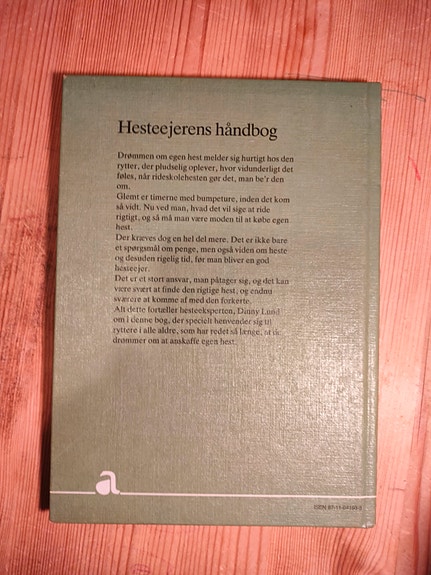 Hesteejerens håndbog
Drømmen om egen hest melder sig hurtigt hos den
rytter, der pludselig oplever, hvor vidunderligt det
føles, når rideskolehesten gør det, man be'r den
om.
Glemt er timerne med bumpeture, inden det kom
så vidt. Nu ved man, hvad det vil sige at ride
rigtigt, og så må man være moden til at købe egen
hest.
Der kræves dog en hel del mere. Det er ikke bare
et spørgsmål om penge, men også viden om heste
og desuden rigelig tid, før man bliver en god
hesteejer.
Det er et stort ansvar, man påtager sig, og det kan
være svært at finde den rigtige hest, og endnu
sværere at komme af med den forkerte.
Alt dette fortæller hesteeksperten, Dinny Lund
om i denne bog, der specielt henvender sig til
ryttere i alle aldre, som har redet så længe, at de
drømmer om at anskaffe egen hest.
a
ISBN 87-11-